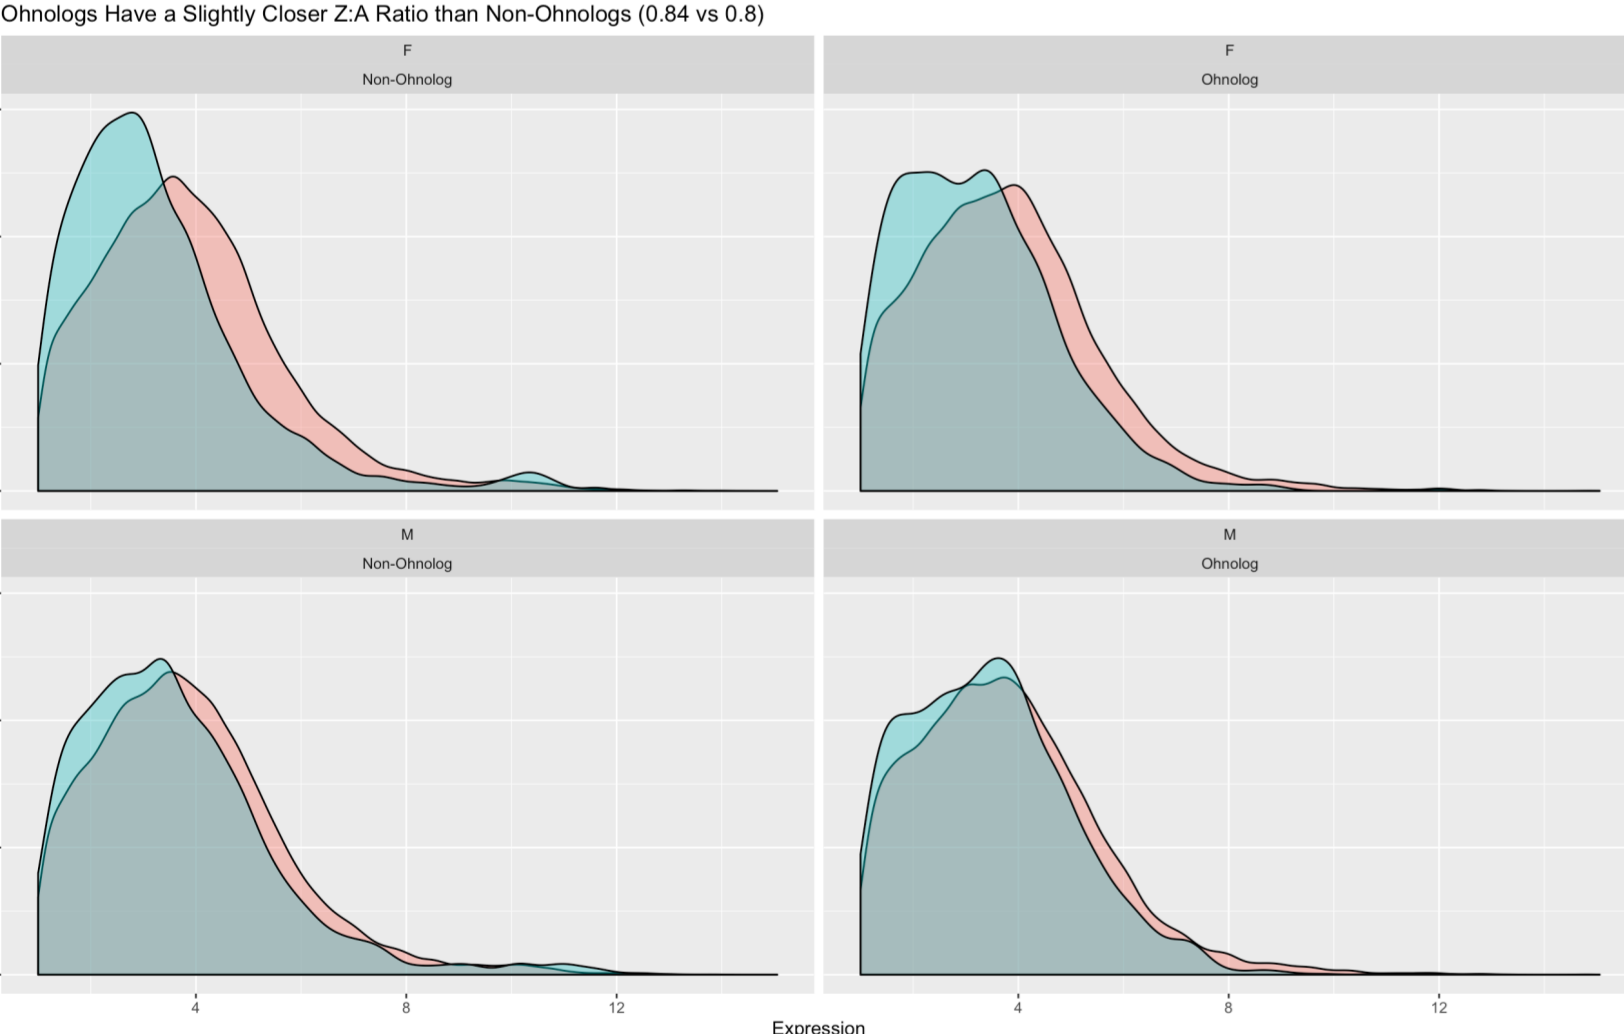 Ohnologs Have a Slightly Closer Z:A Ratio than Non-Ohnologs (0.84 vs 0.8)
F
Non-Ohnolog
F
Ohnolog
M
Non-Ohnolog
M
Ohnolog
4 8 12 4 8 12
Expression